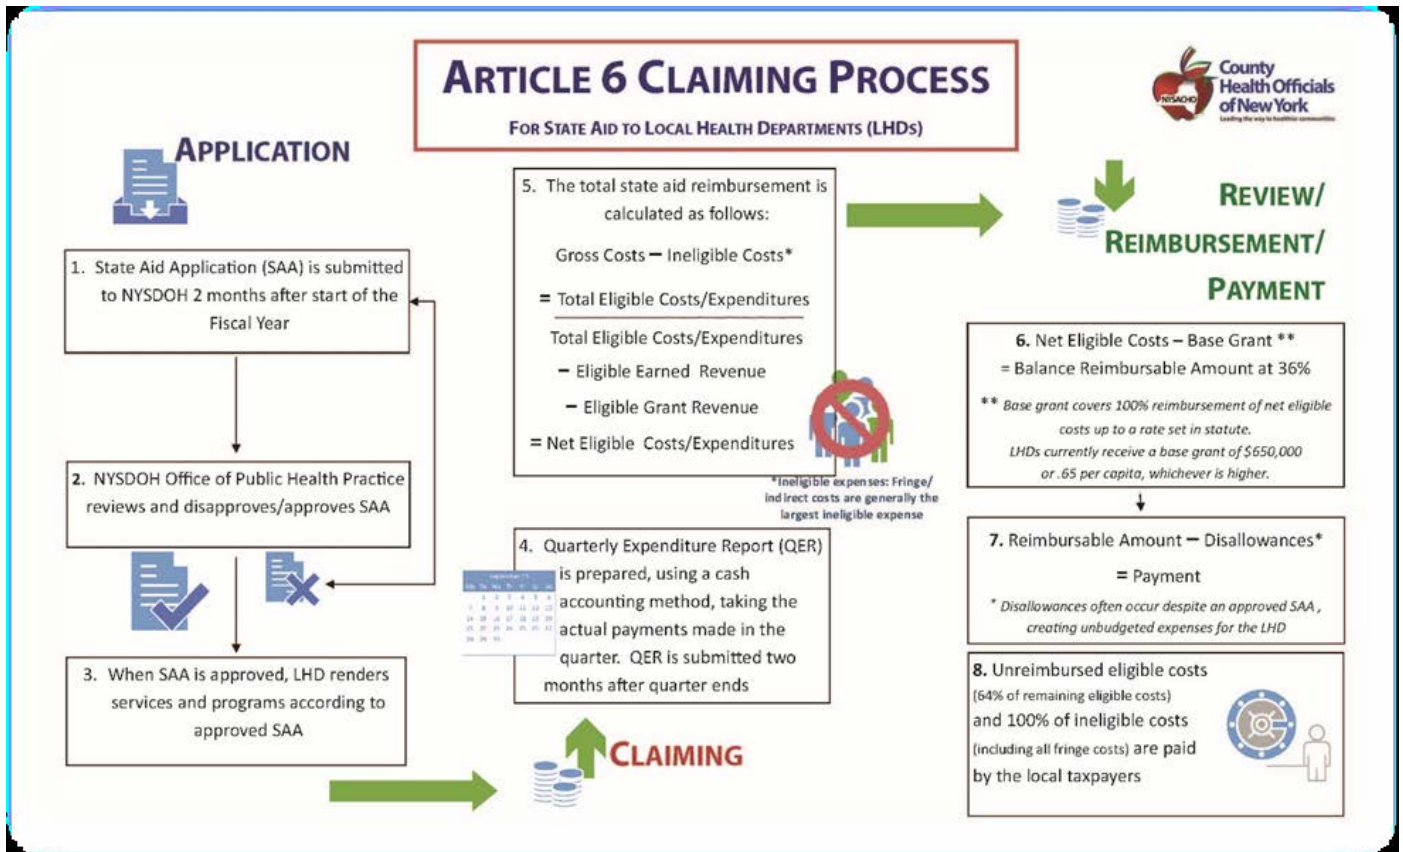 ARTICLE 6 CLAIMING PROCESS
FOR STATE AID TO LOCAL HEALTH DEPARTMENTS (LHDS)
NYSACHO
County
Health Officials
of New York
Leading the way to healthier communities
APPLICATION
1. State Aid Application (SAA) is submitted
to NYSDOH 2 months after start of the
Fiscal Year
2. NYSDOH Office of Public Health Practice
reviews and disapproves/approves SAA
3. When SAA is approved, LHD renders
services and programs according to
approved SAA
CLAIMING
4. Quarterly Expenditure Report (QER)
is prepared, using a cash
accounting method, taking the
actual payments made in the
quarter. QER is submitted two
months after quarter ends
5. The total state aid reimbursement is
calculated as follows:
Gross Costs – Ineligible Costs*
= Total Eligible Costs/Expenditures
Total Eligible Costs/Expenditures
– Eligible Earned Revenue
– Eligible Grant Revenue
= Net Eligible Costs/Expenditures
*Ineligible expenses: Fringe/
indirect costs are generally the
largest ineligible expense
REVIEW/
REIMBURSEMENT/
PAYMENT
6. Net Eligible Costs – Base Grant **
= Balance Reimbursable Amount at 36%
** Base grant covers 100% reimbursement of net eligible
costs up to a rate set in statute.
LHDs currently receive a base grant of $650,000
or .65 per capita, whichever is higher.
7. Reimbursable Amount – Disallowances*
= Payment
* Disallowances often occur despite an approved SAA ,
creating unbudgeted expenses for the LHD
8. Unreimbursed eligible costs
(64% of remaining eligible costs)
and 100% of ineligible costs
(including all fringe costs) are paid
by the local taxpayers